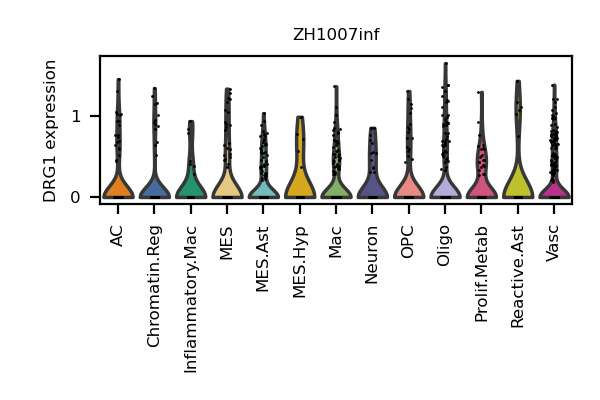 ZH1007inf
DRG1 expression
1
0
AC
Chromatin.Reg
Inflammatory.Mac
MES
MES.Ast
MES.Hyp
Mac
Neuron
OPC
Oligo
Prolif.Metab
Reactive.Ast
Vasc